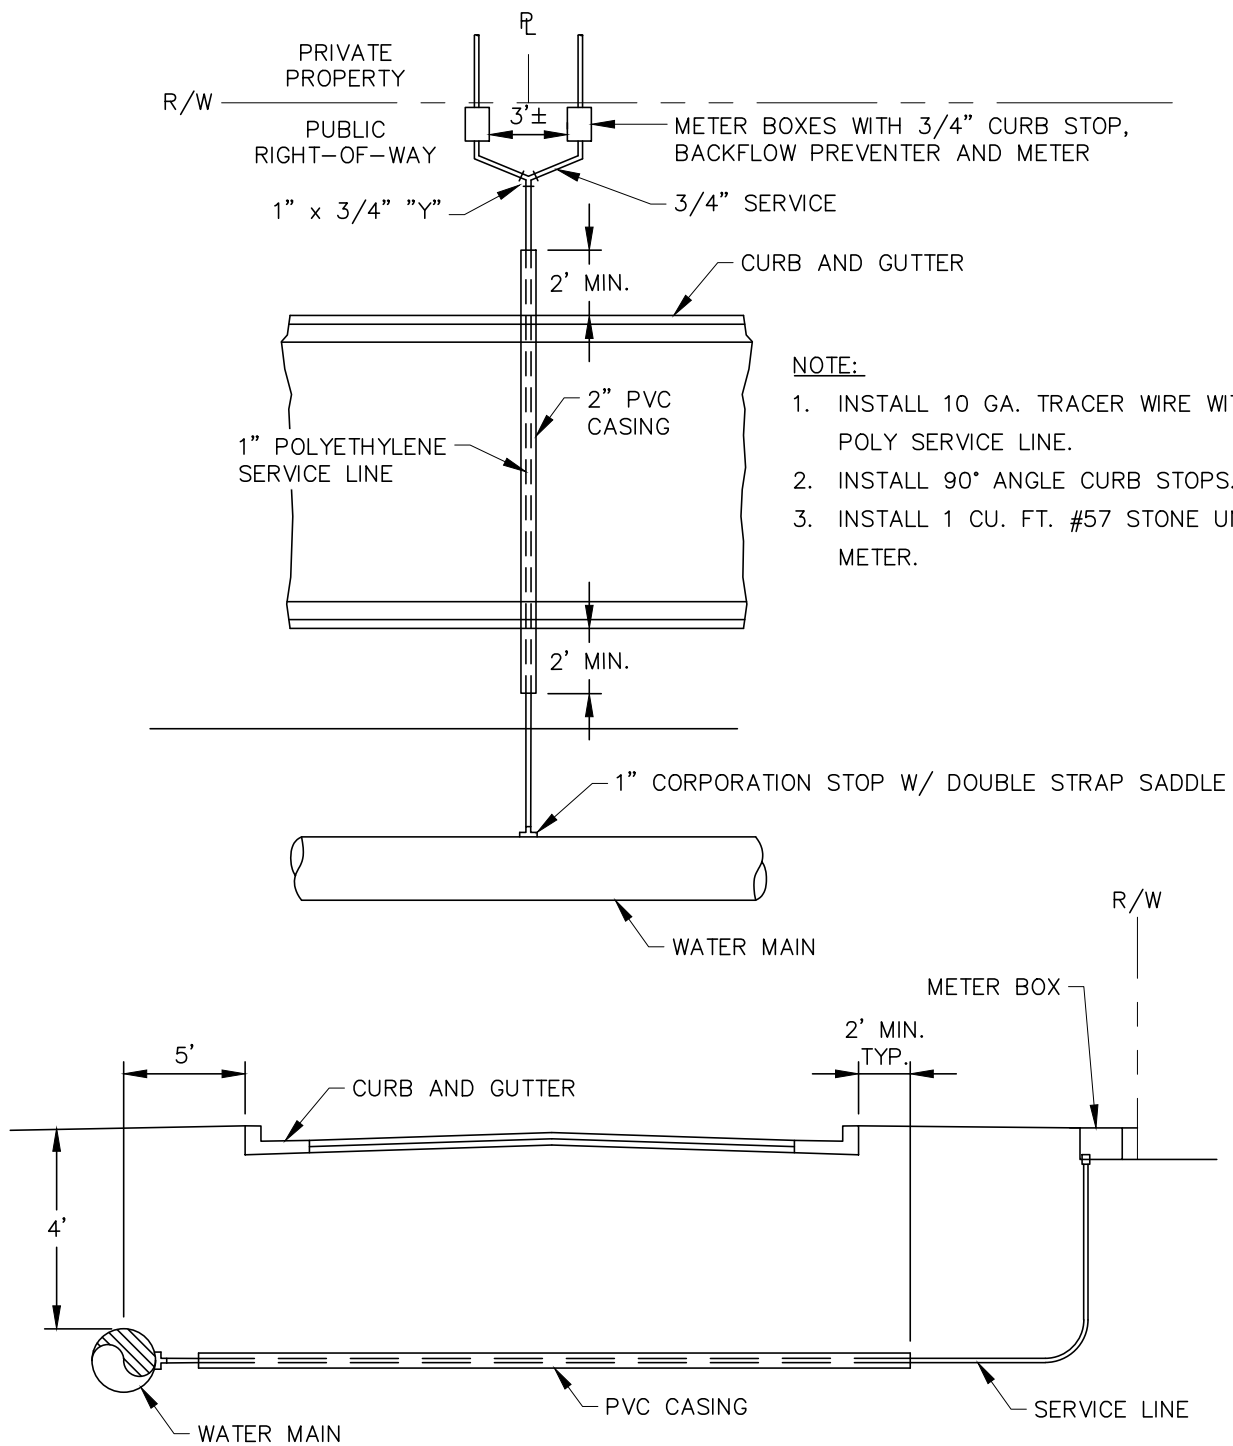 PL
PRIVATE
PROPERTY
R/W
3'±
PUBLIC
RIGHT-OF-WAY
METER BOXES WITH 3/4" CURB STOP,
BACKFLOW PREVENTER AND METER
1" x 3/4" "Y"
3/4" SERVICE
CURB AND GUTTER
2' MIN.
NOTE:
1. INSTALL 10 GA. TRACER WIRE
POLY SERVICE LINE.
2. INSTALL 90° ANGLE CURB STOPS.
3. INSTALL 1 CU. FT. #57 STONE
METER.
2" PVC
CASING
1" POLYETHYLENE
SERVICE LINE
2' MIN.
1" CORPORATION STOP W/ DOUBLE STRAP SADDLE
WATER MAIN
R/W
METER BOX
2' MIN.
TYP.
5'
CURB AND GUTTER
4'
PVC CASING
SERVICE LINE
WATER MAIN